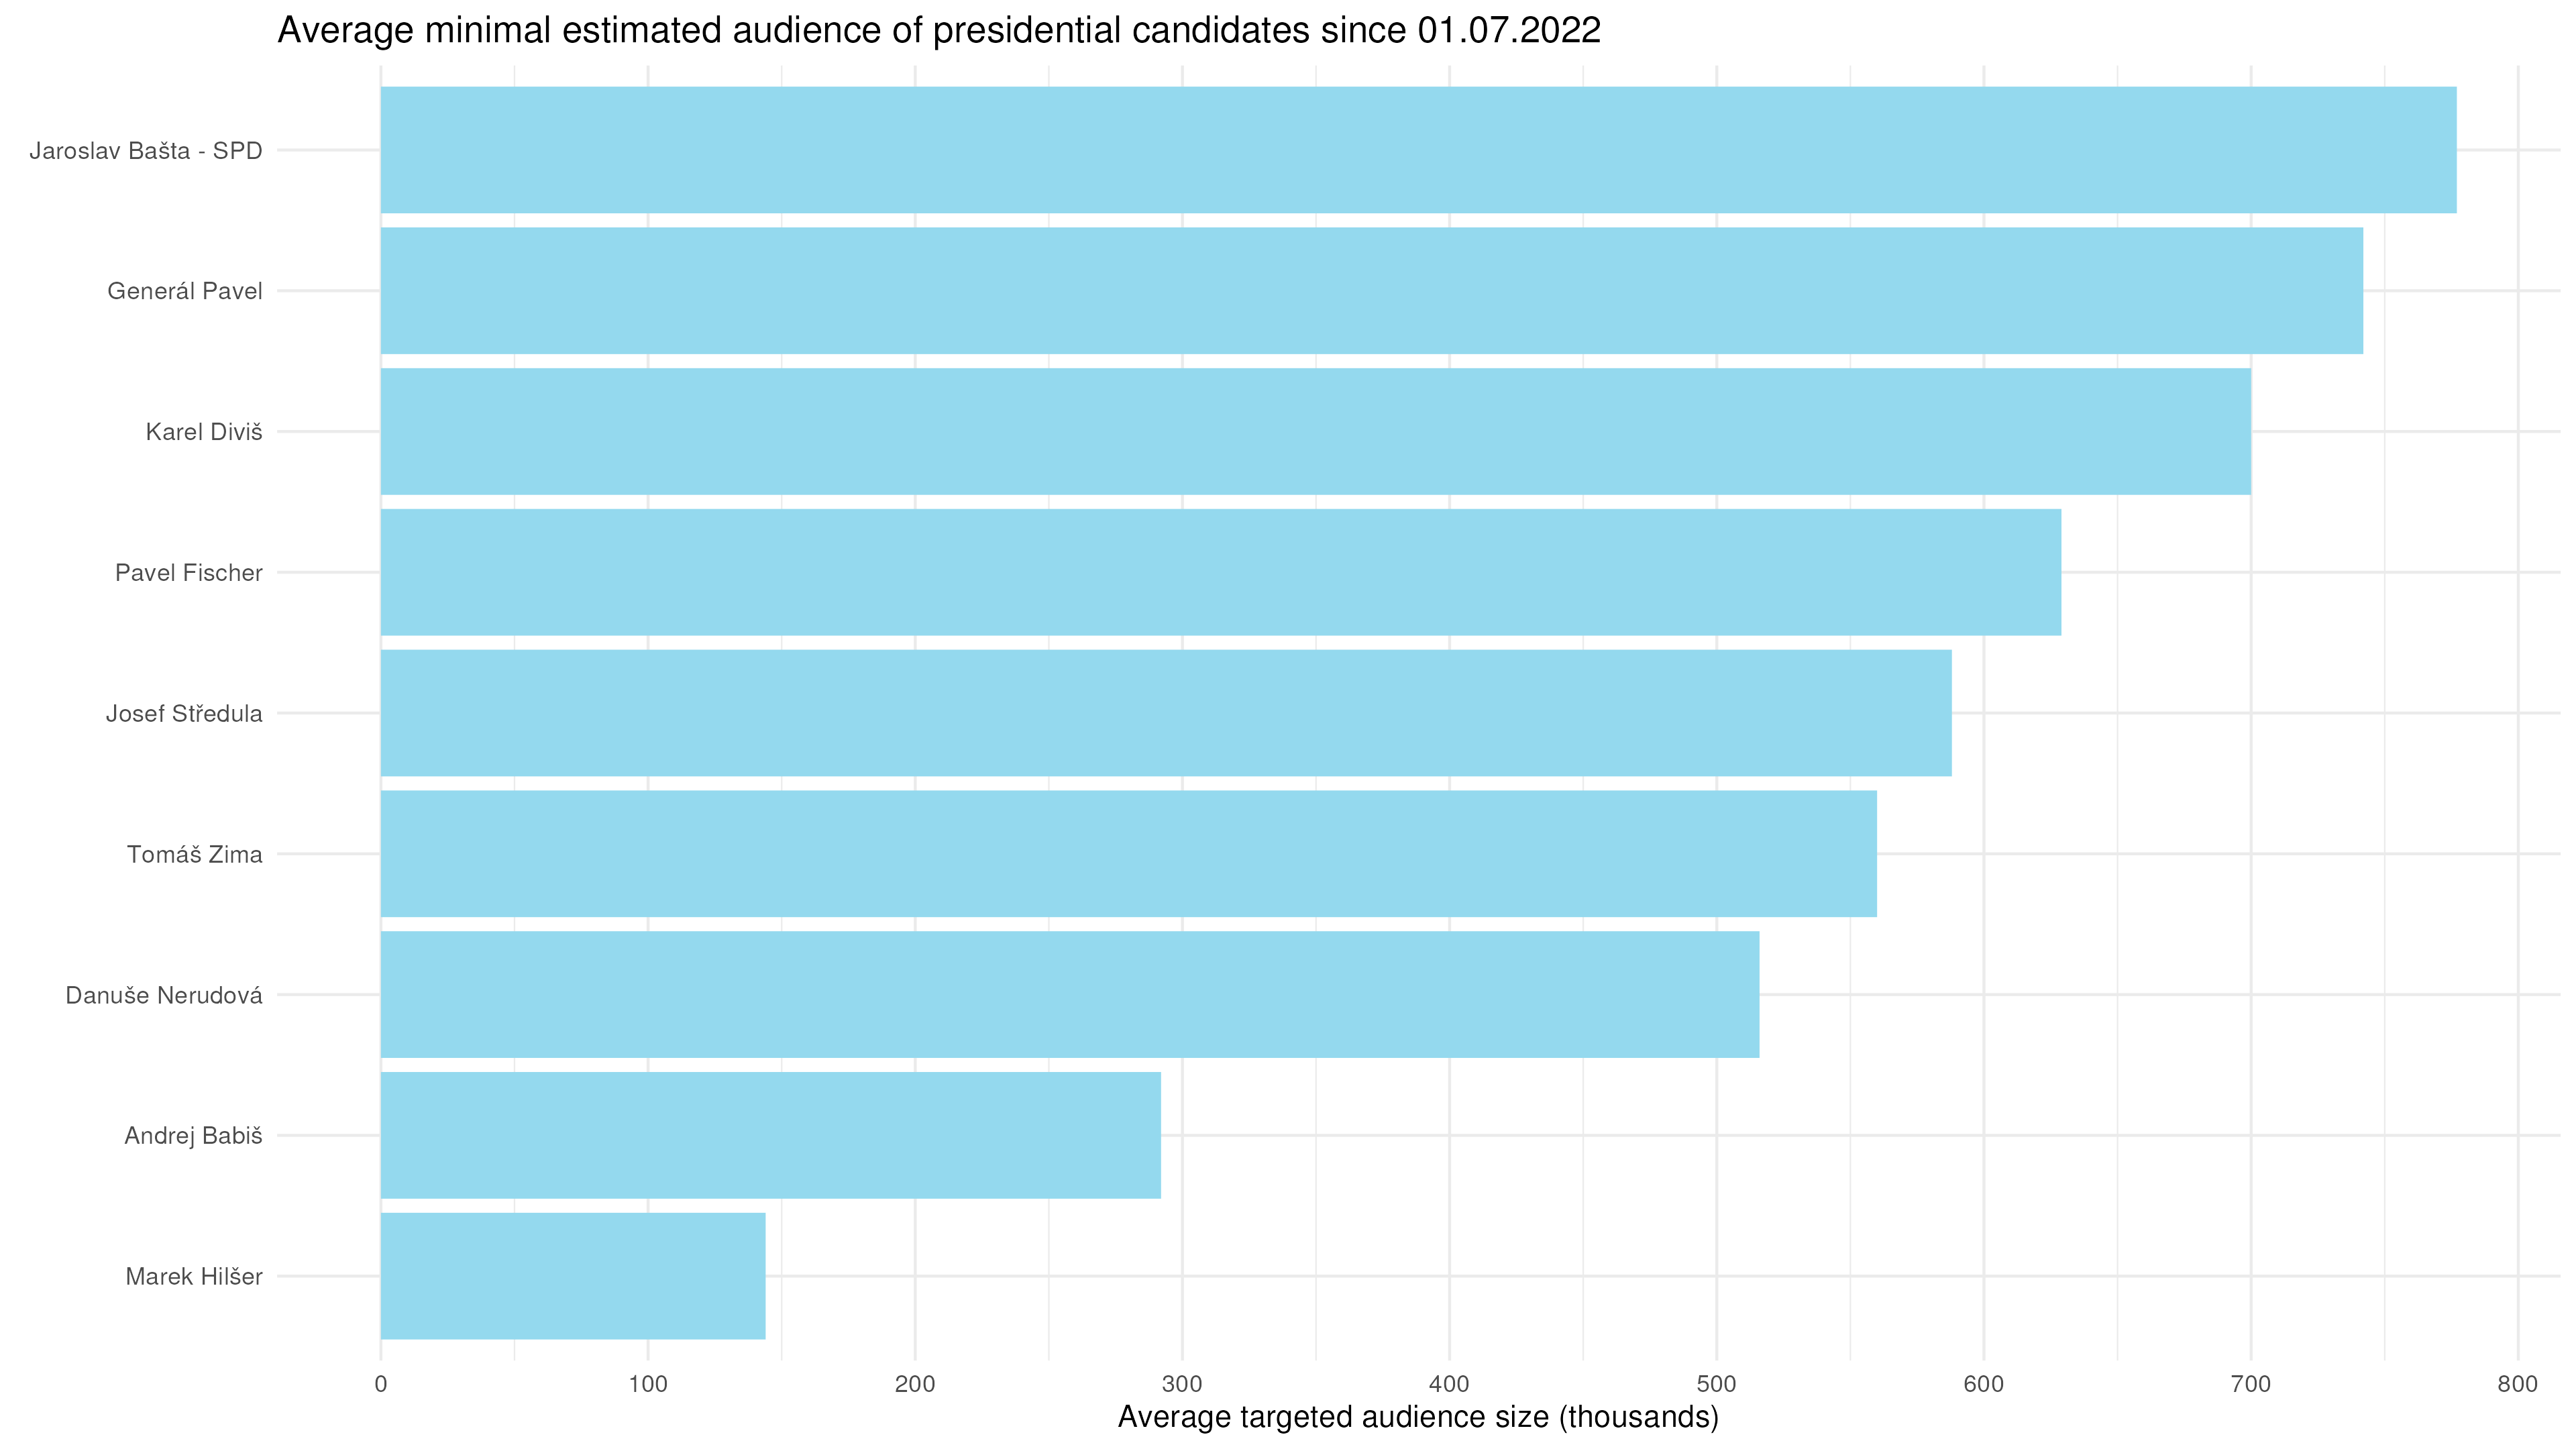 Average minimal estimated audience of presidential candidates since 01.07.2022
Jaroslav Bašta - SPD
Generál Pavel
Karel Diviš
Pavel Fischer
Josef Středula
Tomáš Zima
Danuše Nerudová
Andrej Babiš
Marek Hilšer
0 100 200 300 400 500 600 700 800
Average targeted audience size (thousands)